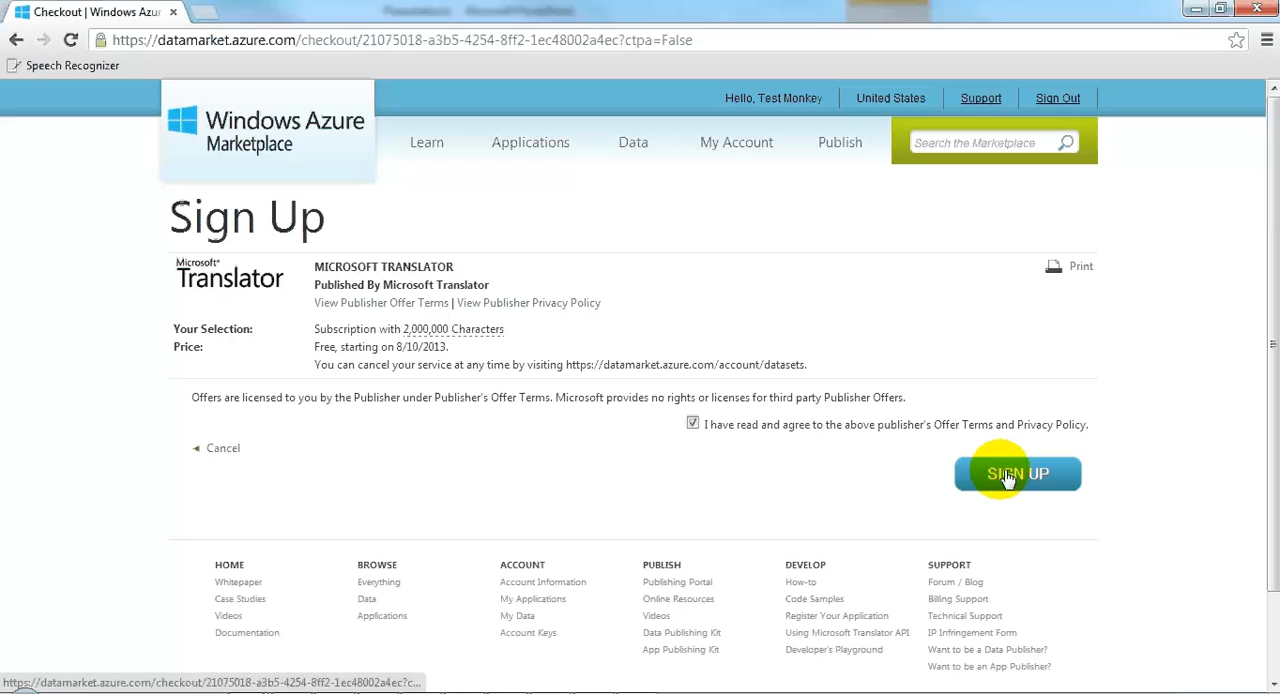 Checkout | Windows Azur
https://datamarket.azure.com/checkout/21075018-a3b5-4254-8ff2-1ec48002a4ec?ctpa=False
Speech Recognizer
Hello, Test Monkey
United States
Support
Sign Out
Windows Azure
Marketplace
Learn
Applications
Data
My Account
Publish
Search the Marketplace
Sign Up
Microsoft®
Translator
MICROSOFT TRANSLATOR
Print
Published By Microsoft Translator
View Publisher Offer Terms | View Publisher Privacy Policy
Your Selection: Subscription with 2,000,000 Characters
Price: Free, starting on 8/10/2013.
You can cancel your service at any time by visiting https://datamarket.azure.com/account/datasets.
Offers are licensed to you by the Publisher under Publisher's Offer Terms. Microsoft provides no rights or licenses for third party Publisher Offers.
I have read and agree to the above publisher's Offer Terms and Privacy Policy.
Cancel
SIGN UP
HOME
Whitepaper
Case Studies
Videos
Documentation
BROWSE
Everything
Data
Applications
ACCOUNT
Account Information
My Applications
My Data
Account Keys
PUBLISH
Publishing Portal
Online Resources
Videos
Data Publishing Kit
App Publishing Kit
DEVELOP
How-to
Code Samples
Register Your Application
Using Microsoft Translator API
Developer's Playground
SUPPORT
Forum / Blog
Billing Support
Technical Support
IP Infringement Form
Want to be a Data Publisher?
Want to be an App Publisher?
https://datamarket.azure.com/checkout/21075018-a3b5-4254-8ff2-1ec48002a4ec?c...